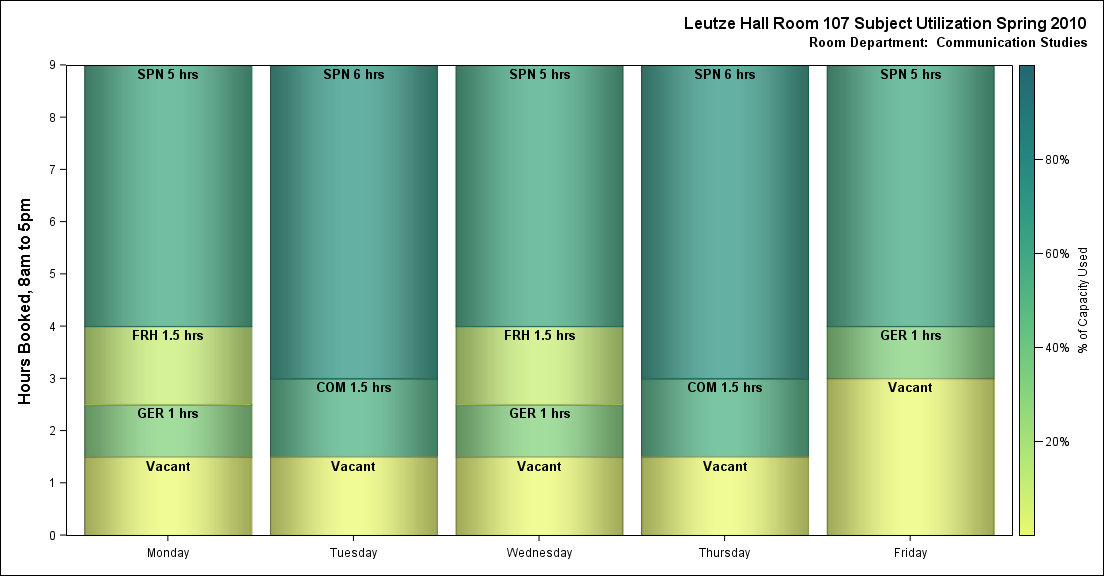 Leutze Hall Room 107 Subject Utilization Spring 2010
Room Department:  Communication Studies
Hours Booked, 8am to 5pm
9
8
7
6
5
4
3
2
1
0
SPN 5 hrs
FRH 1.5 hrs
GER 1 hrs
Vacant
SPN 6 hrs
COM 1.5 hrs
Vacant
SPN 5 hrs
FRH 1.5 hrs
GER 1 hrs
Vacant
SPN 6 hrs
COM 1.5 hrs
Vacant
SPN 5 hrs
GER 1 hrs
Vacant
Monday
Tuesday
Wednesday
Thursday
Friday
80%
60%
40%
20%
% of Capacity Used